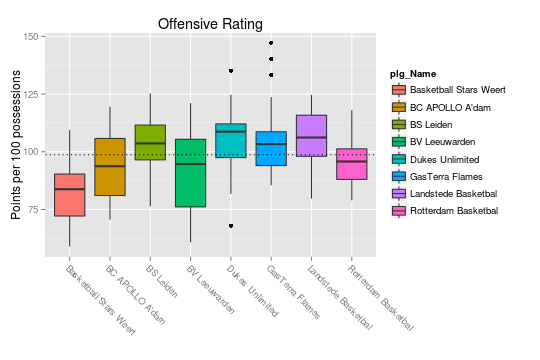 Offensive Rating
Points per 100 possessions
150
125
100
75
Basketball Stars Weert
BC APOLLO A'dam
BS Leiden
BV Leeuwarden
Dukes Unlimited
GasTerra Flames
Landstede Basketbal
Rotterdam Basketbal
plg_Name
Basketball Stars Weert
BC APOLLO A'dam
BS Leiden
BV Leeuwarden
Dukes Unlimited
GasTerra Flames
Landstede Basketbal
Rotterdam Basketbal